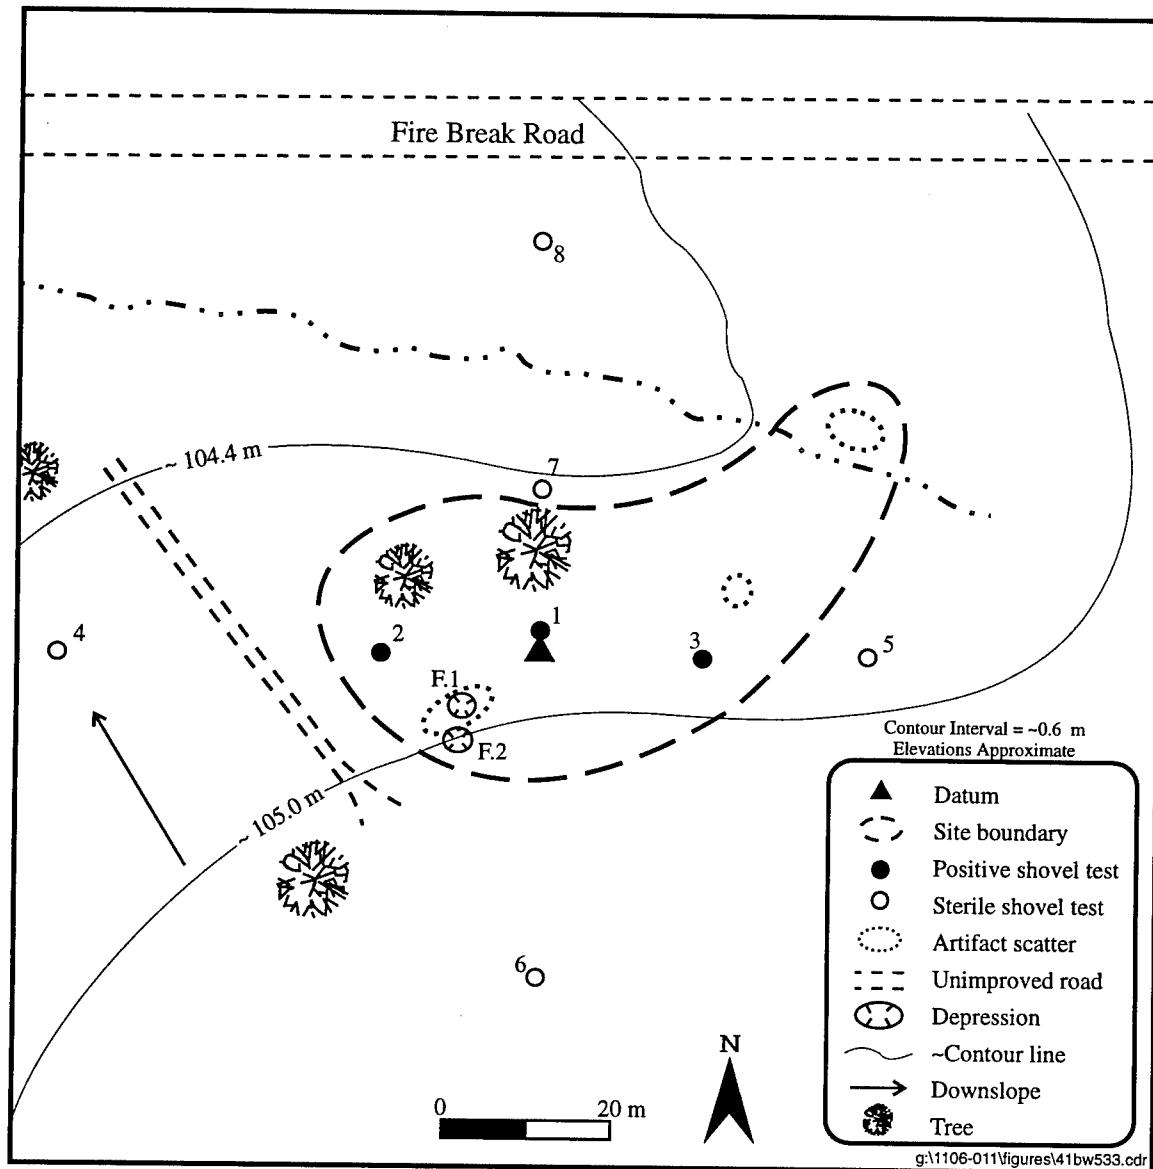 Fire Break Road
8
~ 104.4 m
7
4
2
1
3
5
F.1
F.2
~ 105.0 m
6
Contour Interval = ~0.6 m
Elevations Approximate
Datum
Site boundary
Positive shovel test
Sterile shovel test
Artifact scatter
Unimproved road
Depression
~Contour line
Downslope
Tree
N
0 20 m
g:\1106-011\figures\41bw533.cdr